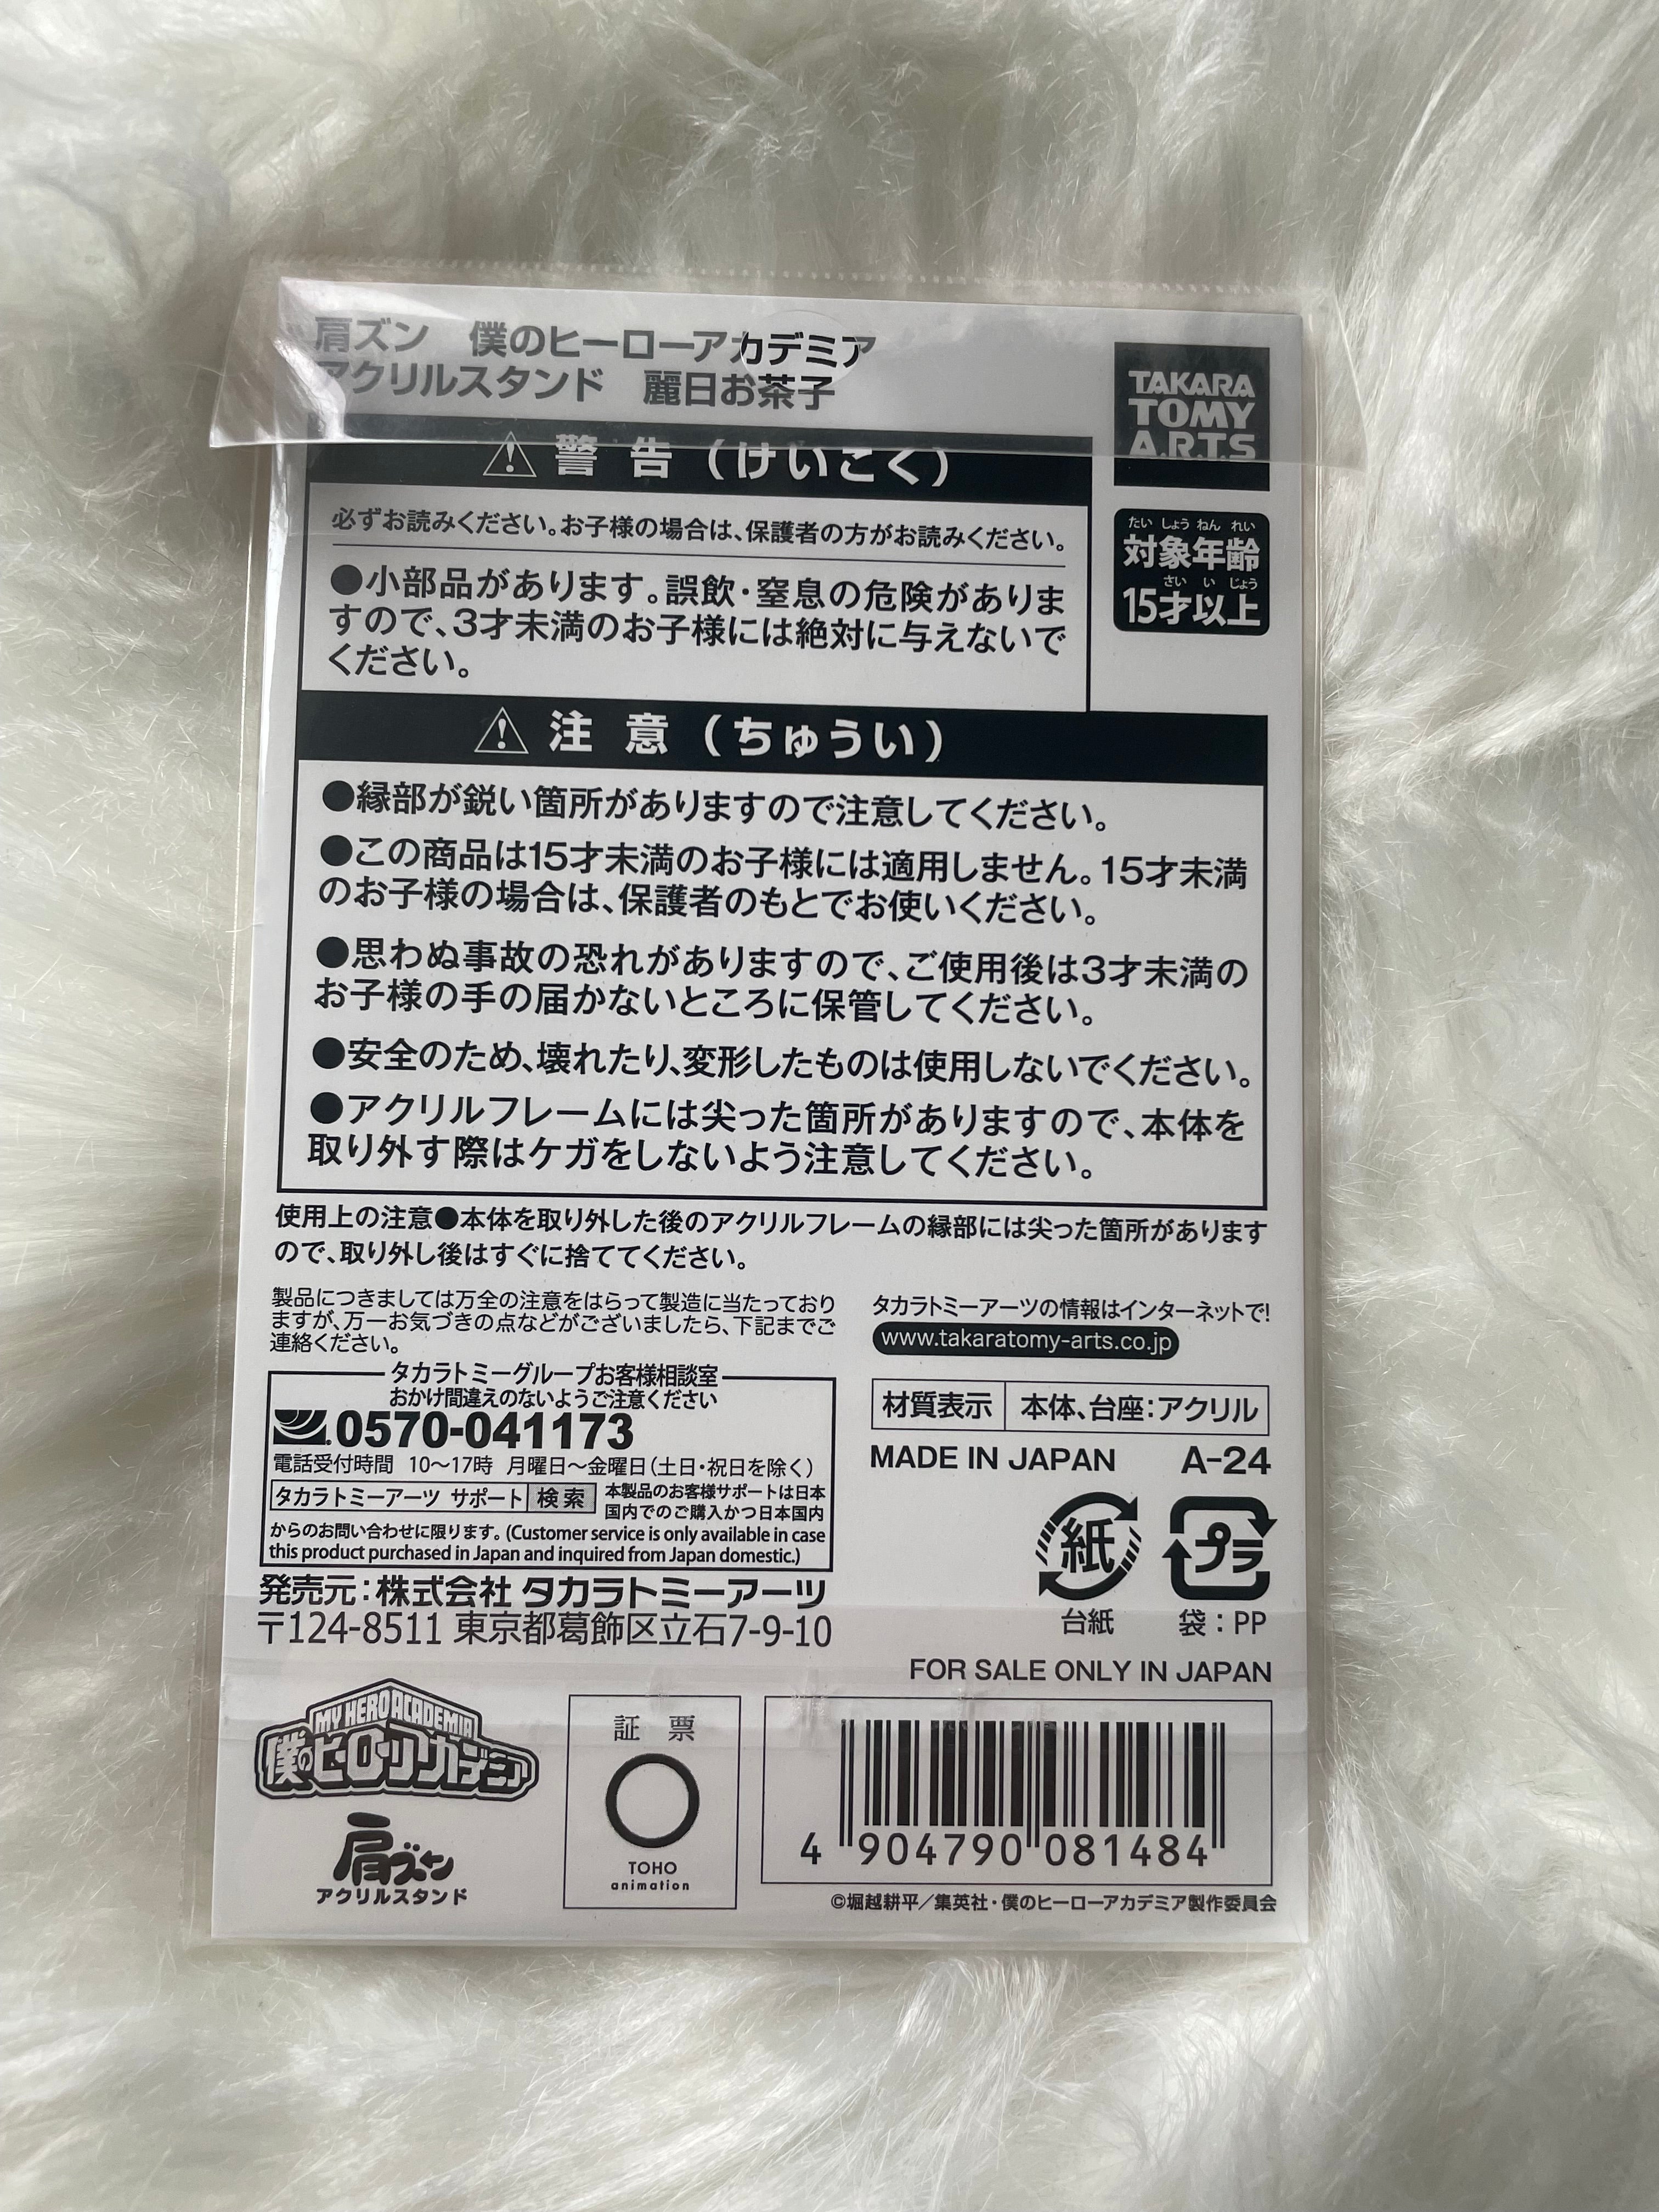 肩ズン 僕のヒーローアカデミア
アクリルスタンド 麗日お茶子
TAKARA
TOMY
A.R.T.S
警告（けいこく）
必ずお読みください。お子様の場合は、保護者の方がお読みください。
●小部品があります。誤飲・窒息の危険がありま
すので、3才未満のお子様には絶対に与えないで
ください。
たい しょう ねん れい
対象年齢
さい い じょう
15才以上
注意（ちゅうい）
●縁部が鋭い箇所がありますので注意してください。
●この商品は15才未満のお子様には適用しません。15才未満
のお子様の場合は、保護者のもとでお使いください。
●思わぬ事故の恐れがありますので、ご使用後は3才未満の
お子様の手の届かないところに保管してください。
●安全のため、壊れたり、変形したものは使用しないでください。
●アクリルフレームには尖った箇所がありますので、本体を
取り外す際はケガをしないよう注意してください。
使用上の注意●本体を取り外した後のアクリルフレームの縁部には尖った箇所があります
ので、取り外し後はすぐに捨ててください。
製品につきましては万全の注意をはらって製造に当たっており
ますが、万一お気づきの点などがございましたら、下記までご
連絡ください。
タカラトミーグループお客様相談室
おかけ間違えのないようご注意ください
0570-041173
電話受付時間 10～17時 月曜日～金曜日（土日・祝日を除く）
タカラトミーアーツ サポート 検索 本製品のお客様サポートは日本
国内でのご購入かつ日本国内
からのお問い合わせに限ります。(Customer service is only available in case
this product purchased in Japan and inquired from Japan domestic.)
発売元：株式会社 タカラトミーアーツ
〒124-8511 東京都葛飾区立石7-9-10
タカラトミーアーツの情報はインターネットで!
www.takaratomy-arts.co.jp
材質表示 本体、台座：アクリル
MADE IN JAPAN A-24
紙 プラ
台紙 袋：PP
FOR SALE ONLY IN JAPAN
MY HERO ACADEMIA
僕のヒーローアカデミア
肩ズン
アクリルスタンド
証 票
TOHO
animation
4 904790 081484
©堀越耕平／集英社・僕のヒーローアカデミア製作委員会